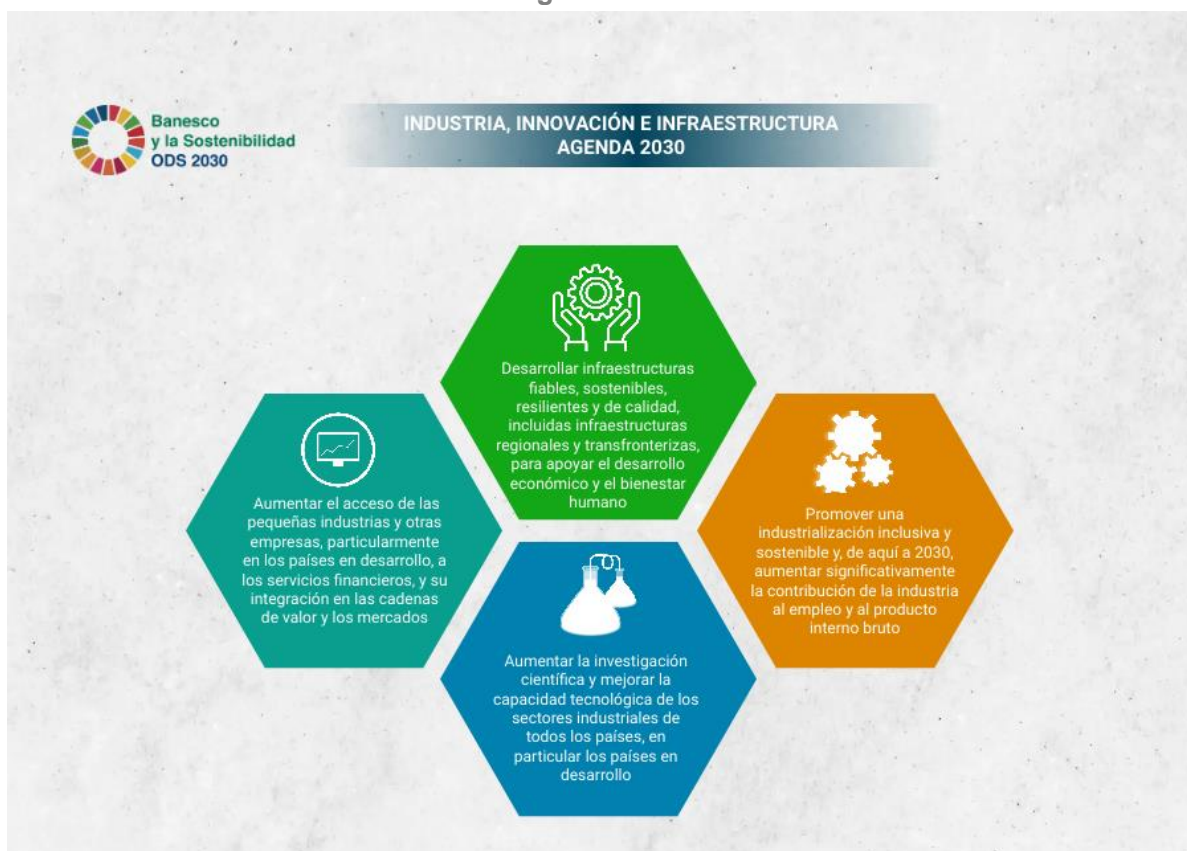 Banesco
y la Sostenibilidad
ODS 2030
INDUSTRIA, INNOVACIÓN E INFRAESTRUCTURA
AGENDA 2030
Desarrollar infraestructuras
fiables, sostenibles,
resilientes y de calidad,
incluidas infraestructuras
regionales y transfronterizas,
para apoyar el desarrollo
económico y el bienestar
humano
Aumentar el acceso de las
pequeñas industrias y otras
empresas, particularmente
en los países en desarrollo, a
los servicios financieros, y su
integración en las cadenas
de valor y los mercados
Promover una
industrialización inclusiva y
sostenible y, de aquí a 2030,
aumentar significativamente
la contribución de la industria
al empleo y al producto
interno bruto
Aumentar la investigación
científica y mejorar la
capacidad tecnológica de los
sectores industriales de
todos los países, en
particular los países en
desarrollo